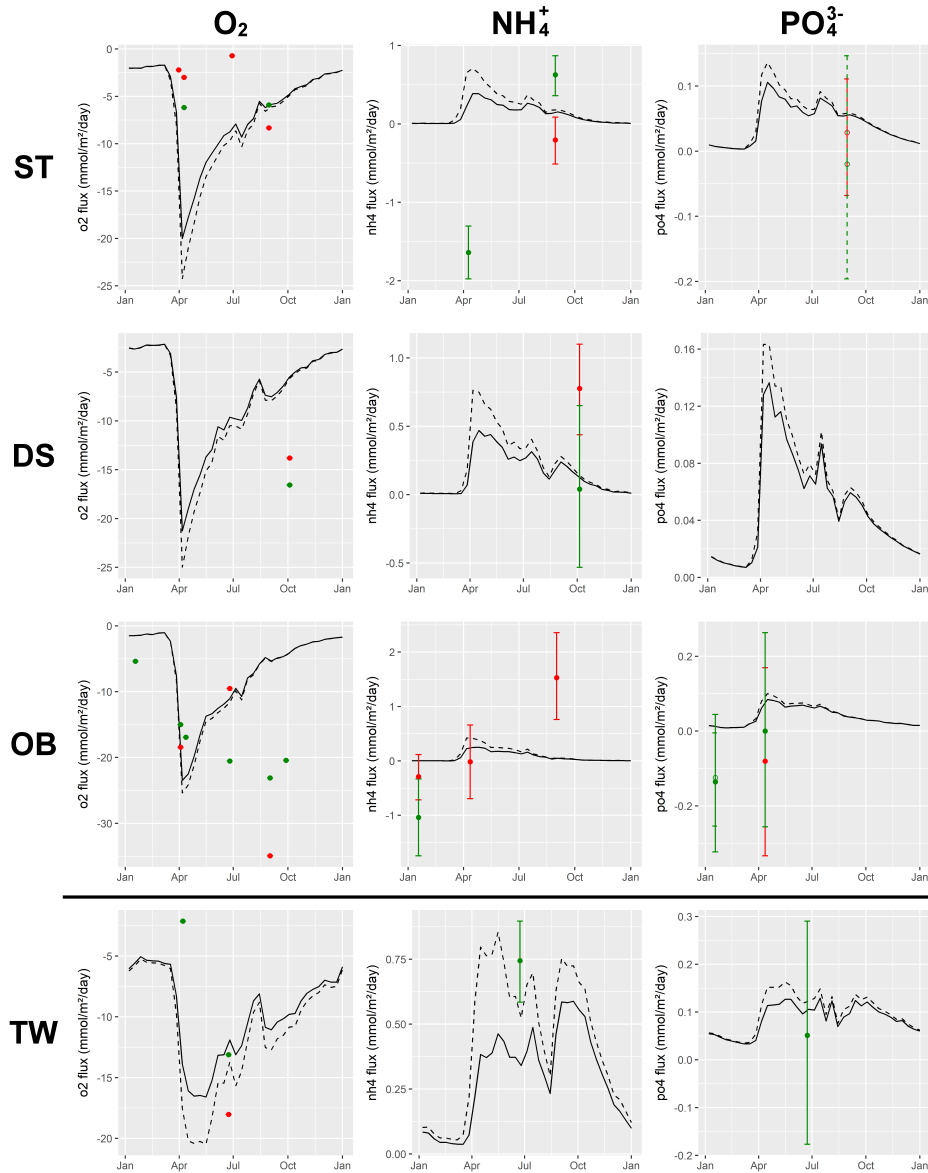 O₂ NH₄⁺ PO₄³⁻
ST
o2 flux (mmol/m²/day)
0
-5
-10
-15
-20
-25
Jan Apr Jul Oct Jan
nh4 flux (mmol/m²/day)
1
0
-1
-2
Jan Apr Jul Oct Jan
po4 flux (mmol/m²/day)
0.1
0.0
-0.1
-0.2
Jan Apr Jul Oct Jan
DS
o2 flux (mmol/m²/day)
-5
-10
-15
-20
-25
Jan Apr Jul Oct Jan
nh4 flux (mmol/m²/day)
1.0
0.5
0.0
-0.5
Jan Apr Jul Oct Jan
po4 flux (mmol/m²/day)
0.16
0.12
0.08
0.04
0.00
Jan Apr Jul Oct Jan
OB
o2 flux (mmol/m²/day)
0
-10
-20
-30
Jan Apr Jul Oct Jan
nh4 flux (mmol/m²/day)
2
1
0
-1
Jan Apr Jul Oct Jan
po4 flux (mmol/m²/day)
0.2
0.0
-0.2
Jan Apr Jul Oct Jan
TW
o2 flux (mmol/m²/day)
-5
-10
-15
-20
Jan Apr Jul Oct Jan
nh4 flux (mmol/m²/day)
0.75
0.50
0.25
0.00
Jan Apr Jul Oct Jan
po4 flux (mmol/m²/day)
0.3
0.2
0.1
0.0
-0.1
-0.2
Jan Apr Jul Oct Jan